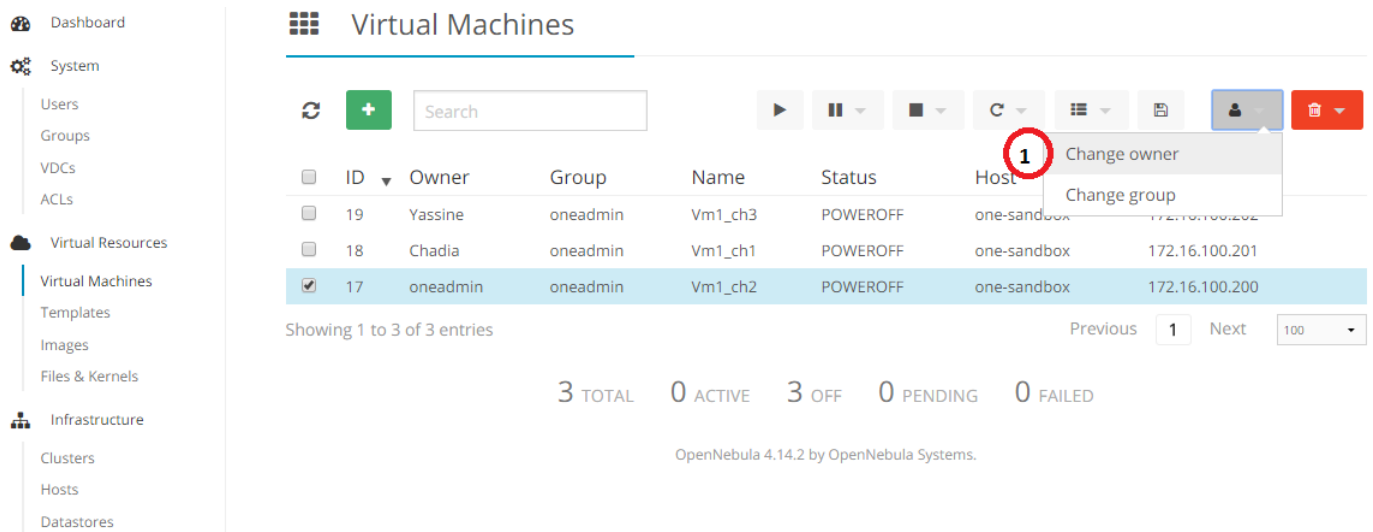 Dashboard
System
Users
Groups
VDCs
ACLs
Virtual Resources
Virtual Machines
Templates
Images
Files & Kernels
Infrastructure
Clusters
Hosts
Datastores
Virtual Machines
Search
1
Change owner
Change group
ID Owner Group Name Status Host
19 Yassine oneadmin Vm1_ch3 POWEROFF one-sandbox 172.16.100.202
18 Chadia oneadmin Vm1_ch1 POWEROFF one-sandbox 172.16.100.201
17 oneadmin oneadmin Vm1_ch2 POWEROFF one-sandbox 172.16.100.200
Showing 1 to 3 of 3 entries Previous 1 Next 100
3 TOTAL 0 ACTIVE 3 OFF 0 PENDING 0 FAILED
OpenNebula 4.14.2 by OpenNebula Systems.